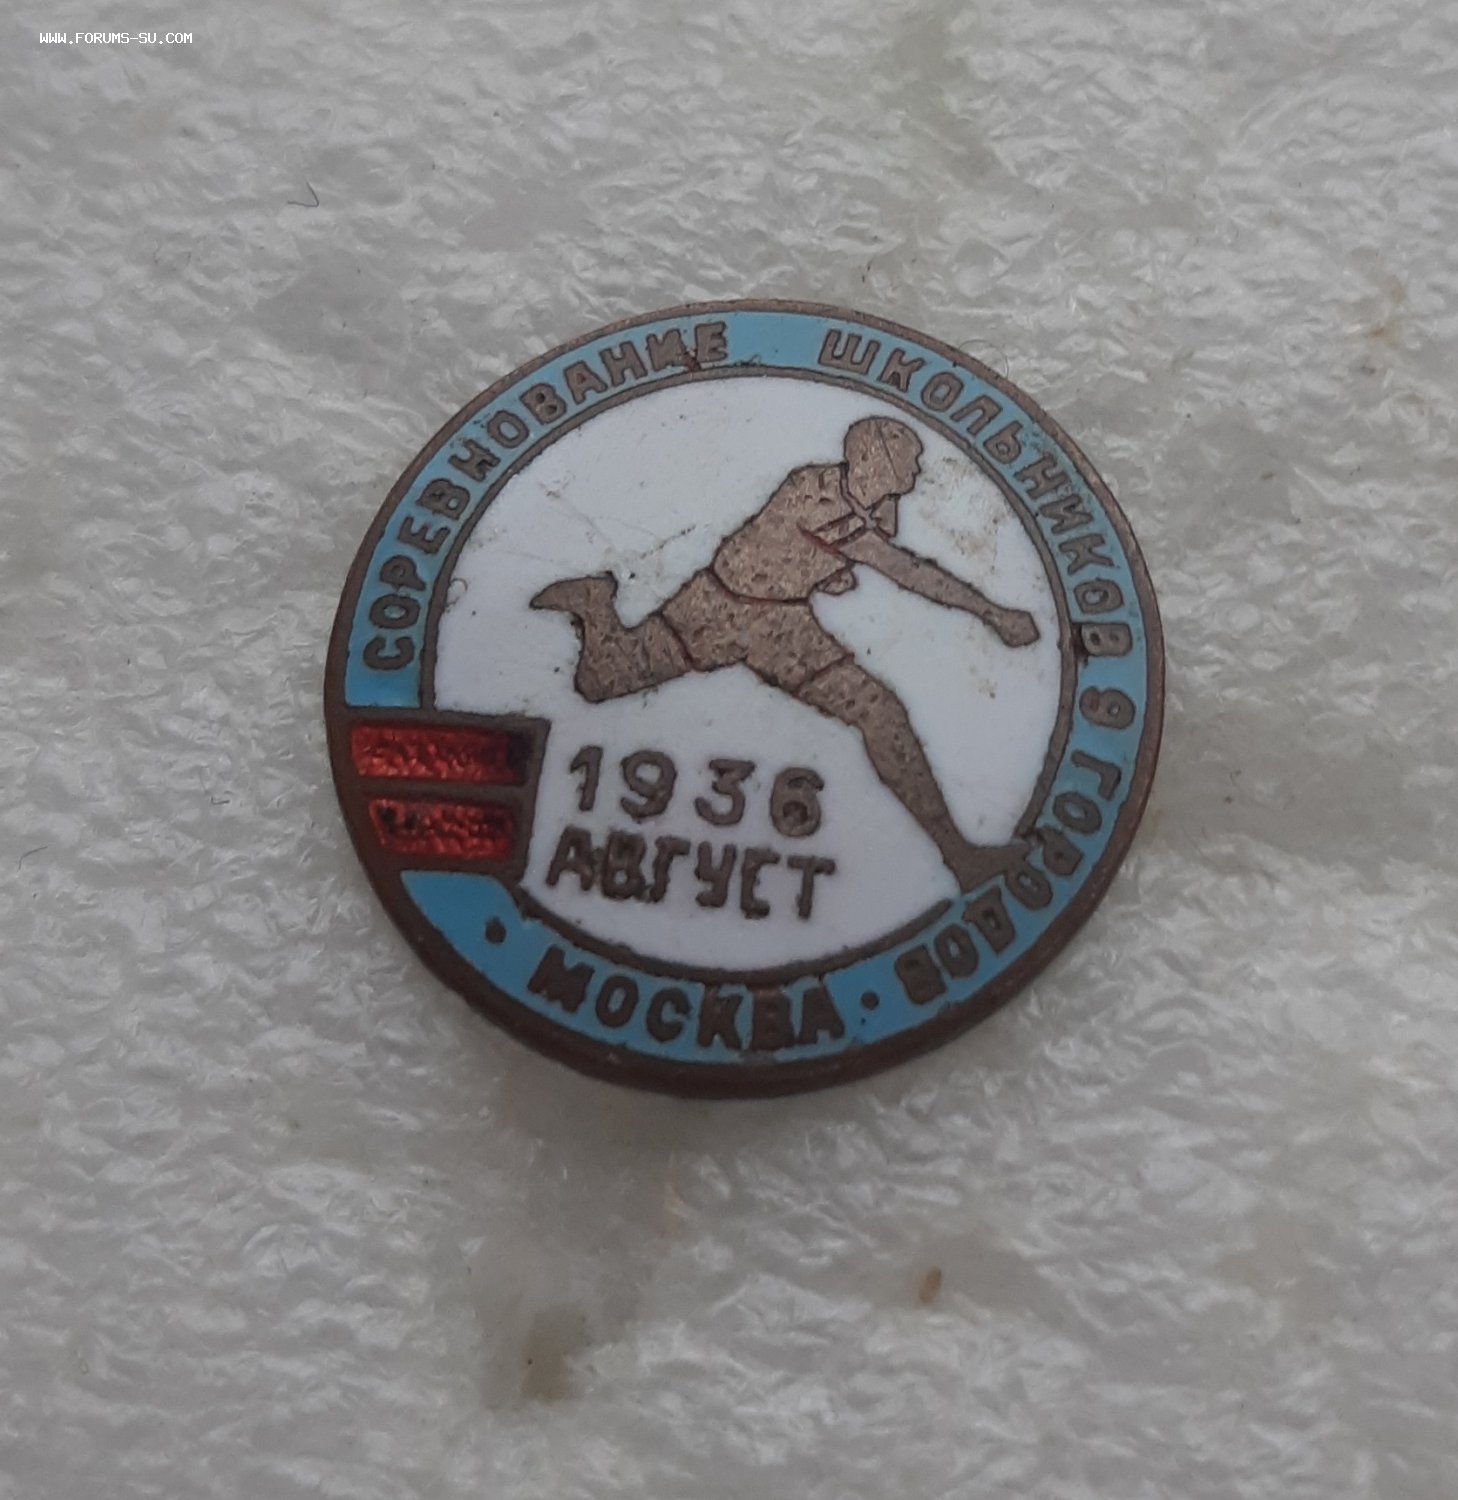 WWW.FORUMS-SU.COM
СОРЕВНОВАНИЕ ШКОЛЬНИКОВ 9 ГОРОДОВ
1936
АВГУСТ
• МОСКВА •